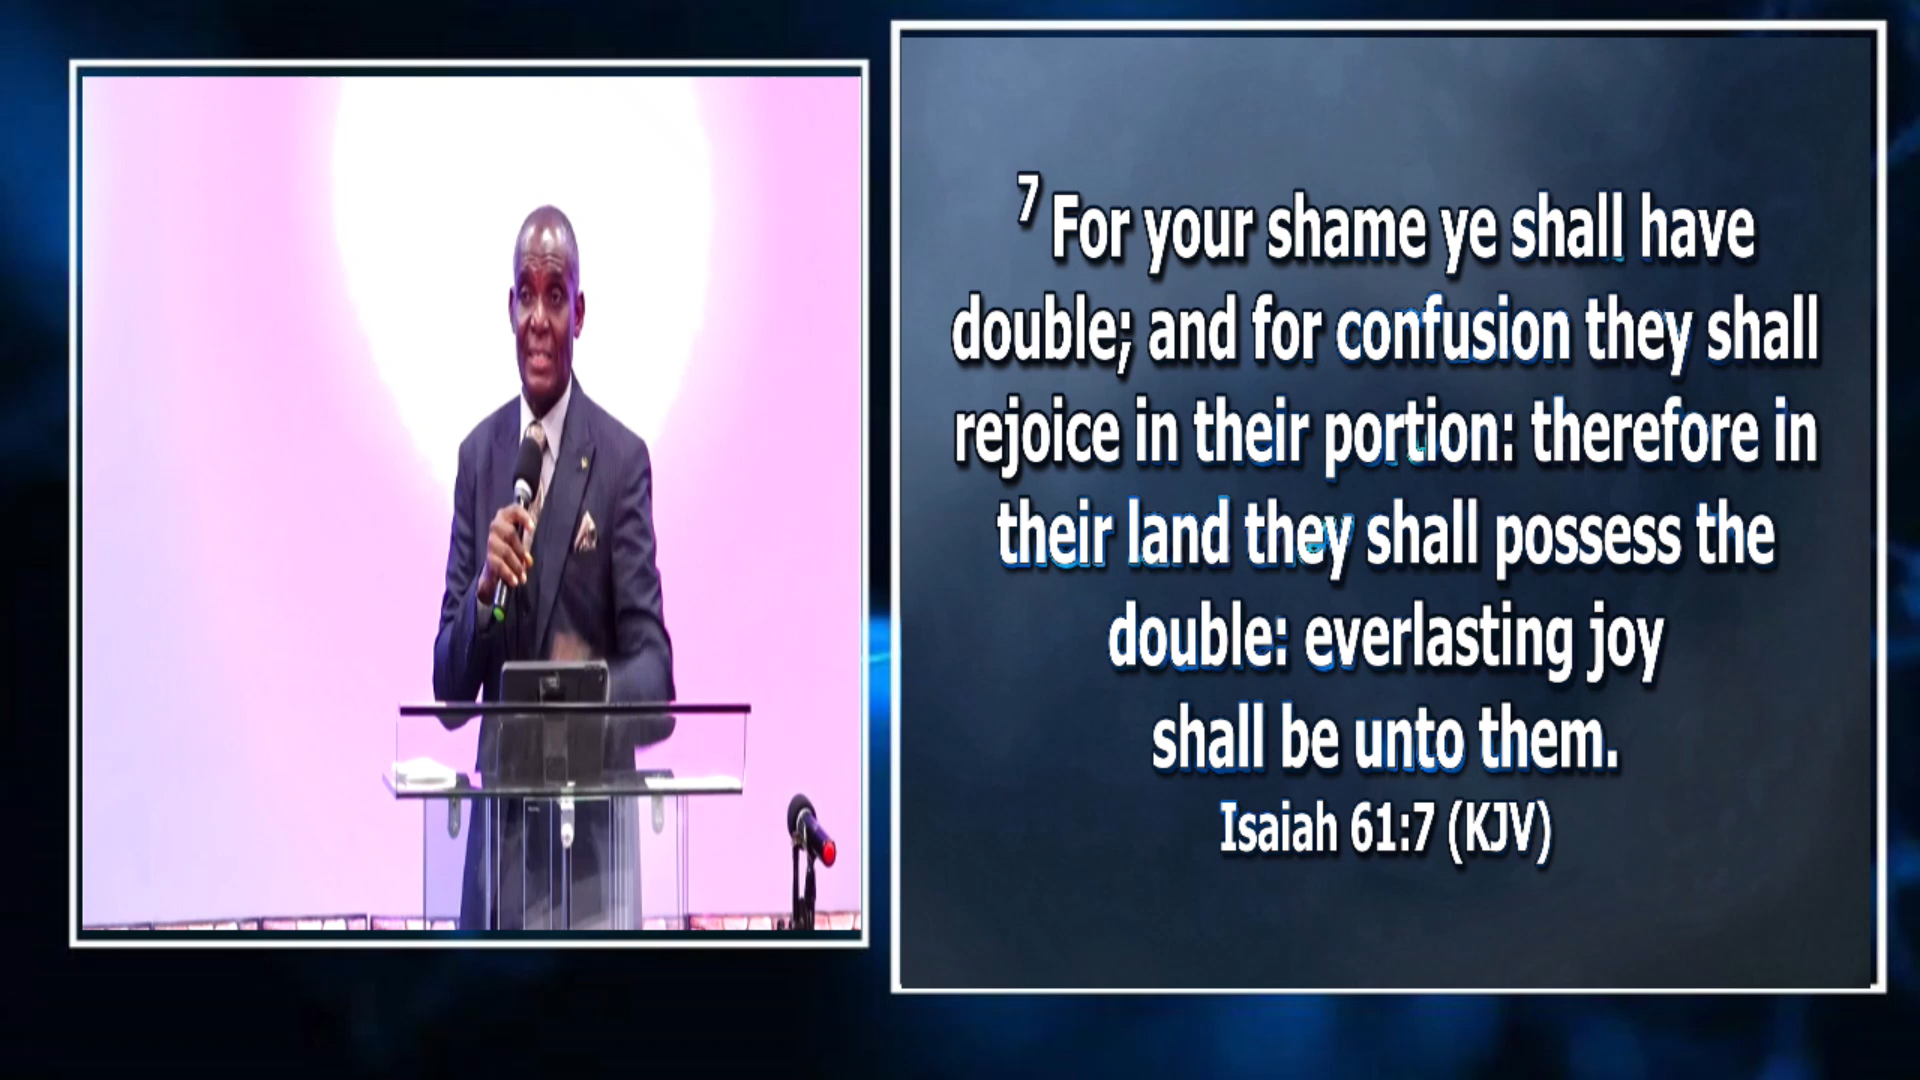 7 For your shame ye shall have
double; and for confusion they shall
rejoice in their portion: therefore in
their land they shall possess the
double: everlasting joy
shall be unto them.
Isaiah 61:7 (KJV)